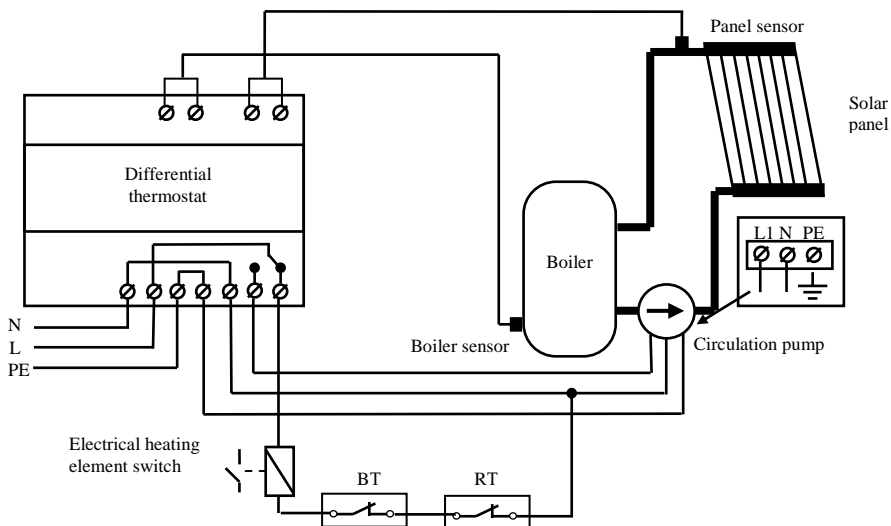 Panel sensor
Solar
panel
Differential
thermostat
L1 N PE
Boiler
N
L
PE
Boiler sensor
Circulation pump
Electrical heating
element switch
BT
RT